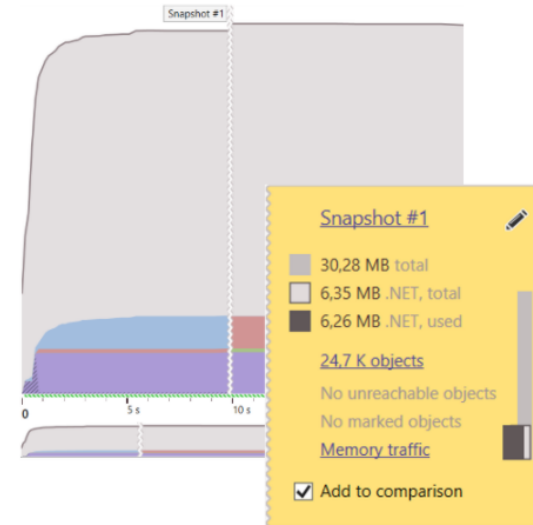 Snapshot #1
0
5 s
10 s
Snapshot #1
30,28 MB total
6,35 MB .NET, total
6,26 MB .NET, used
24,7 K objects
No unreachable objects
No marked objects
Memory traffic
Add to comparison